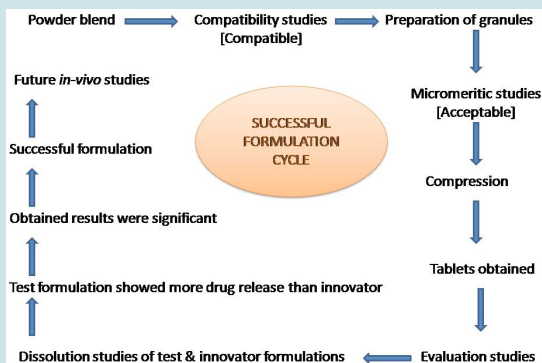 Powder blend
Compatibility studies
[Compatible]
Preparation of granules
Micromeritic studies
[Acceptable]
Compression
Tablets obtained
Evaluation studies
Dissolution studies of test & innovator formulations
Test formulation showed more drug release than innovator
Obtained results were significant
Successful formulation
Future in-vivo studies
SUCCESSFUL
FORMULATION
CYCLE